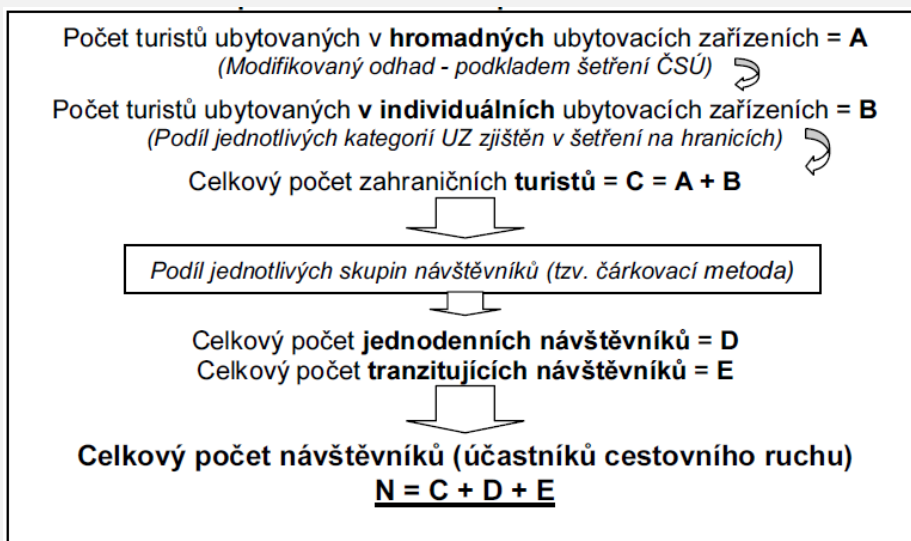 Počet turistů ubytovaných v hromadných ubytovacích zařízeních = A
(Modifikovaný odhad - podkladem šetření ČSÚ)
Počet turistů ubytovaných v individuálních ubytovacích zařízeních = B
(Podíl jednotlivých kategorií UZ zjištěn v šetření na hranicích)
Celkový počet zahraničních turistů = C = A + B
Podíl jednotlivých skupin návštěvníků (tzv. čárkovací metoda)
Celkový počet jednodenních návštěvníků = D
Celkový počet tranzitujících návštěvníků = E
Celkový počet návštěvníků (účastníků cestovního ruchu)
N = C + D + E